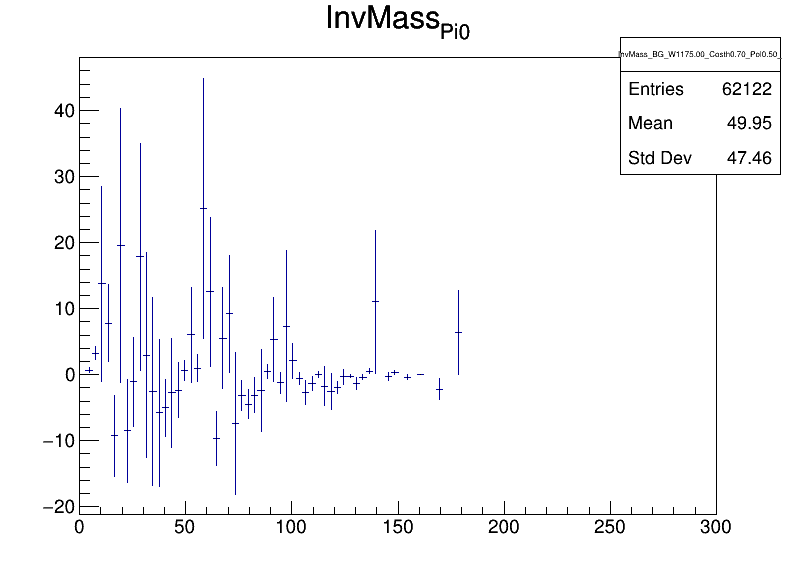 InvMass_Pi0
InvMass_BG_W1175.00_Costh0.70_Pol0.50_
Entries 62122
Mean 49.95
Std Dev 47.46
40
30
20
10
0
−10
−20
0 50 100 150 200 250 300